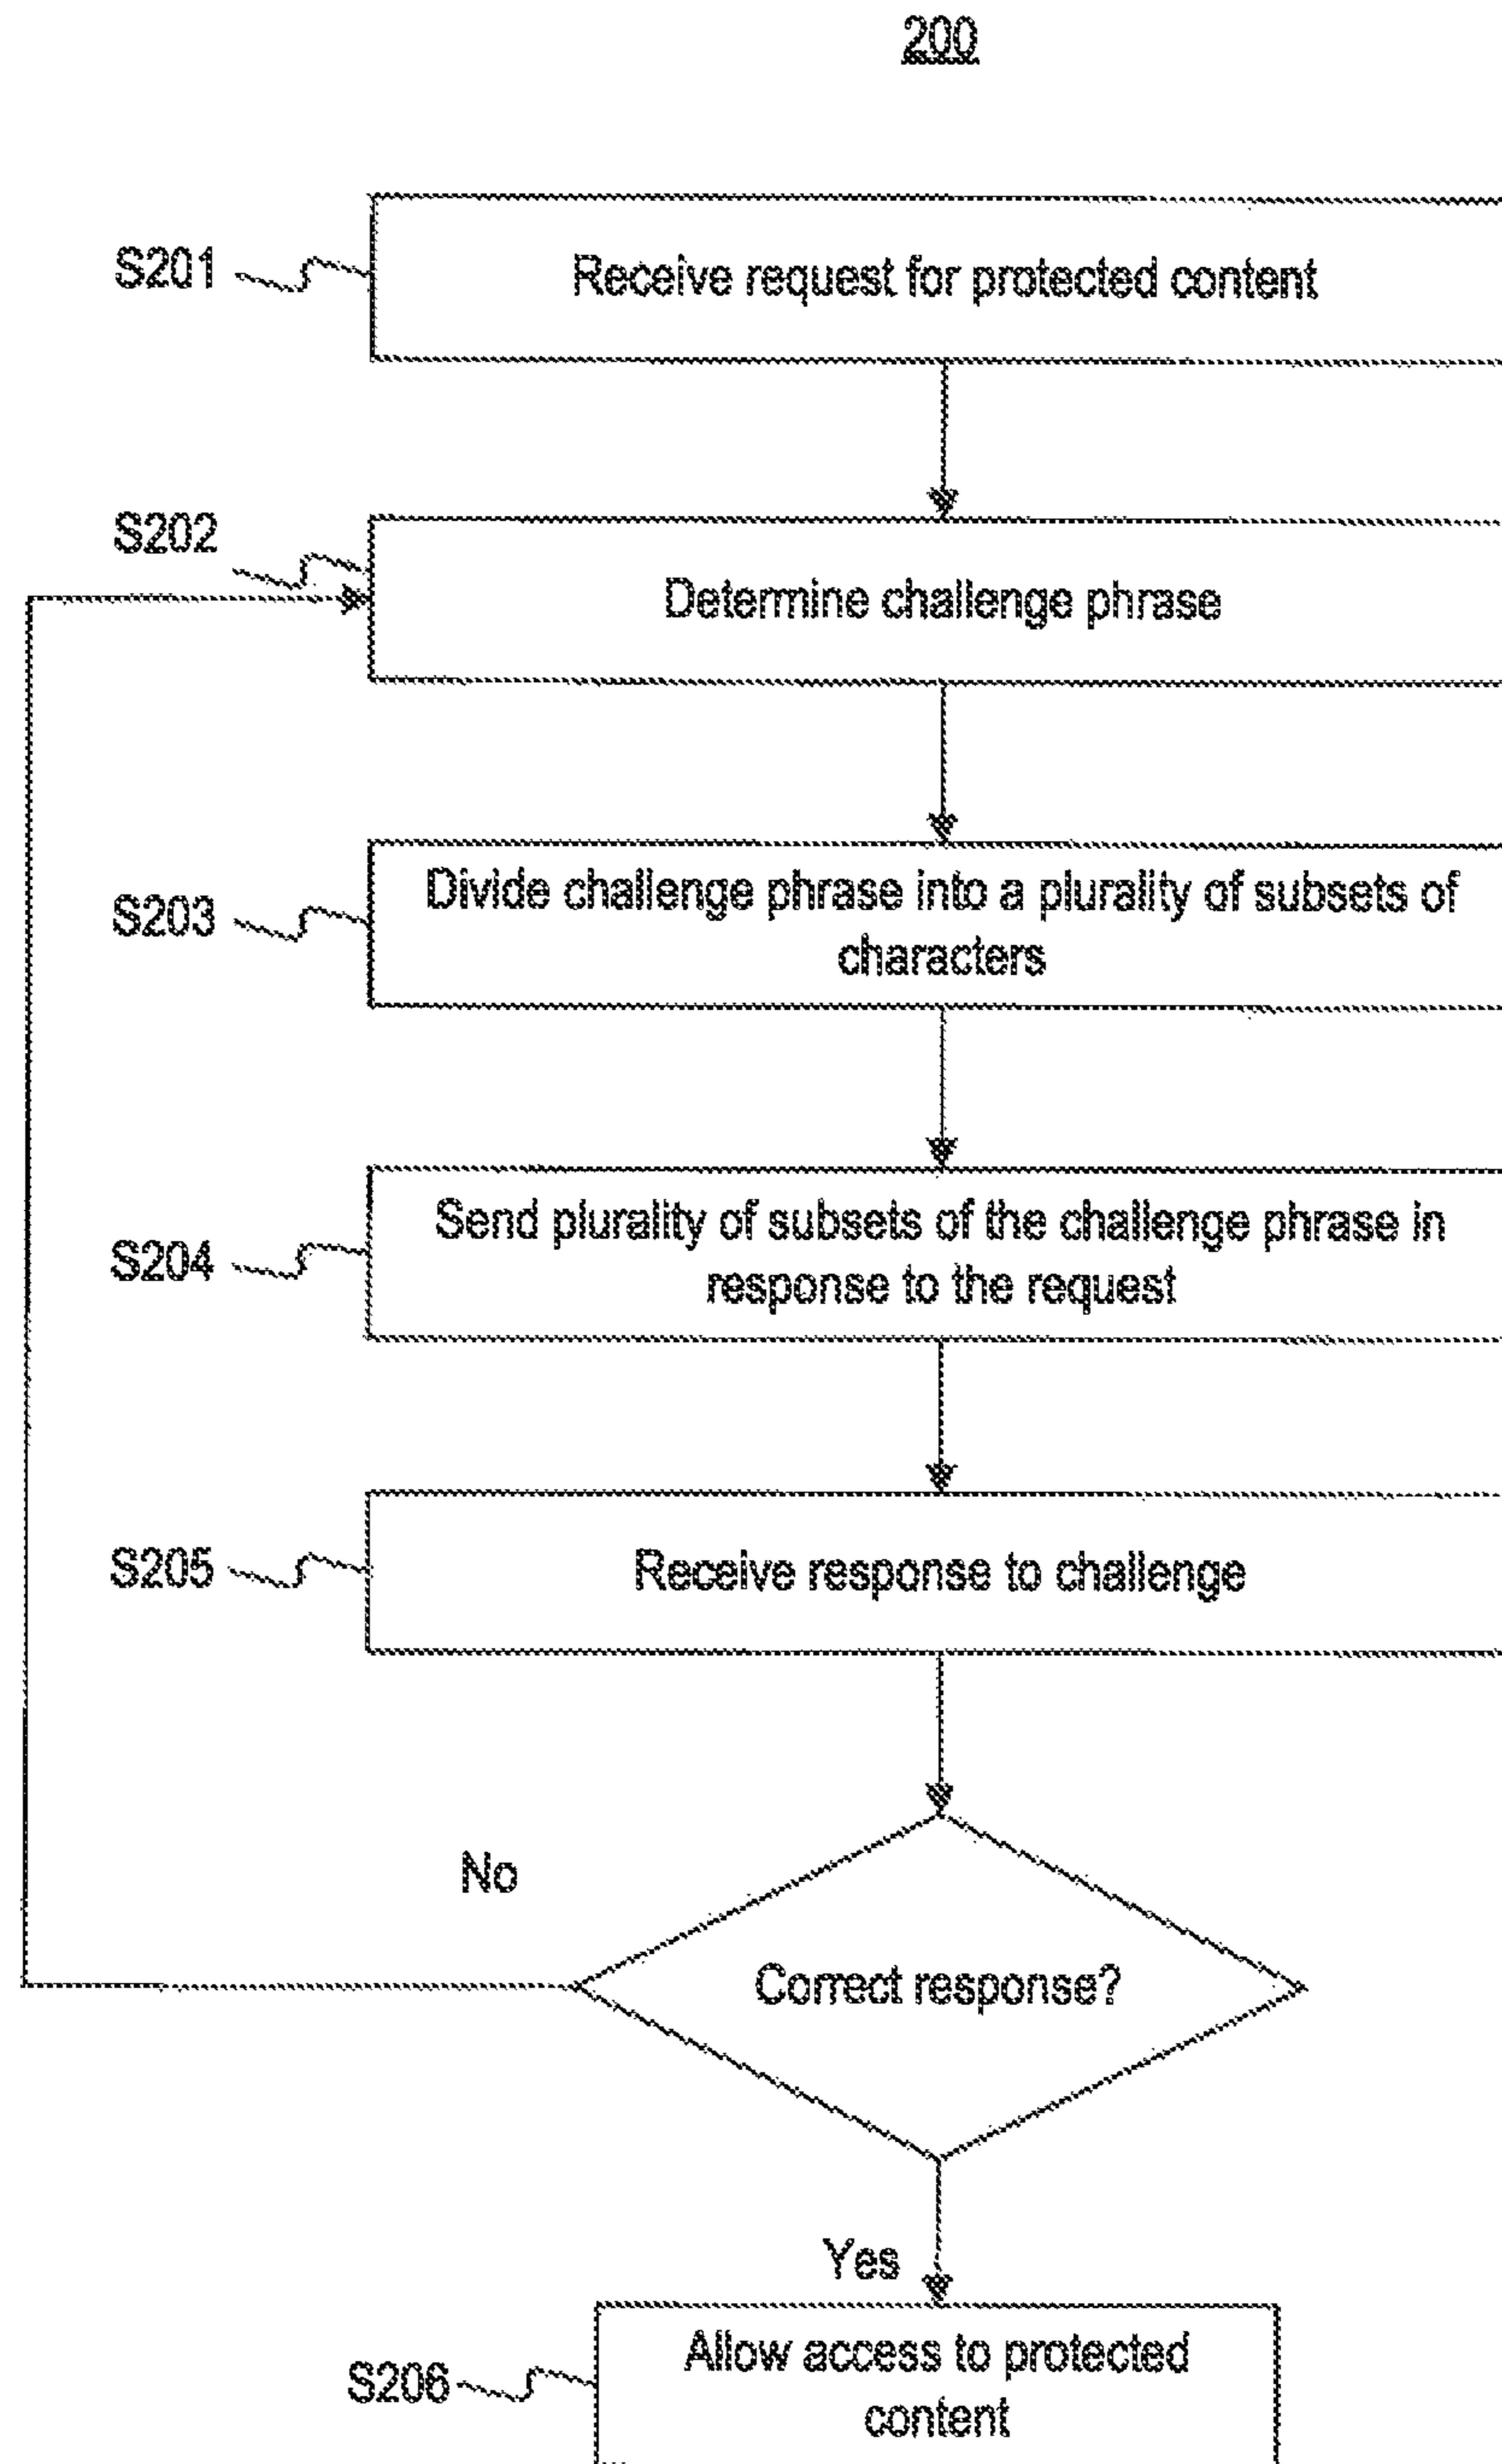 200
S201
Receive request for protected content
S202
Determine challenge phrase
S203
Divide challenge phrase into a plurality of subsets of
characters
S204
Send plurality of subsets of the challenge phrase in
response to the request
S205
Receive response to challenge
No
Correct response?
Yes
S206
Allow access to protected
content